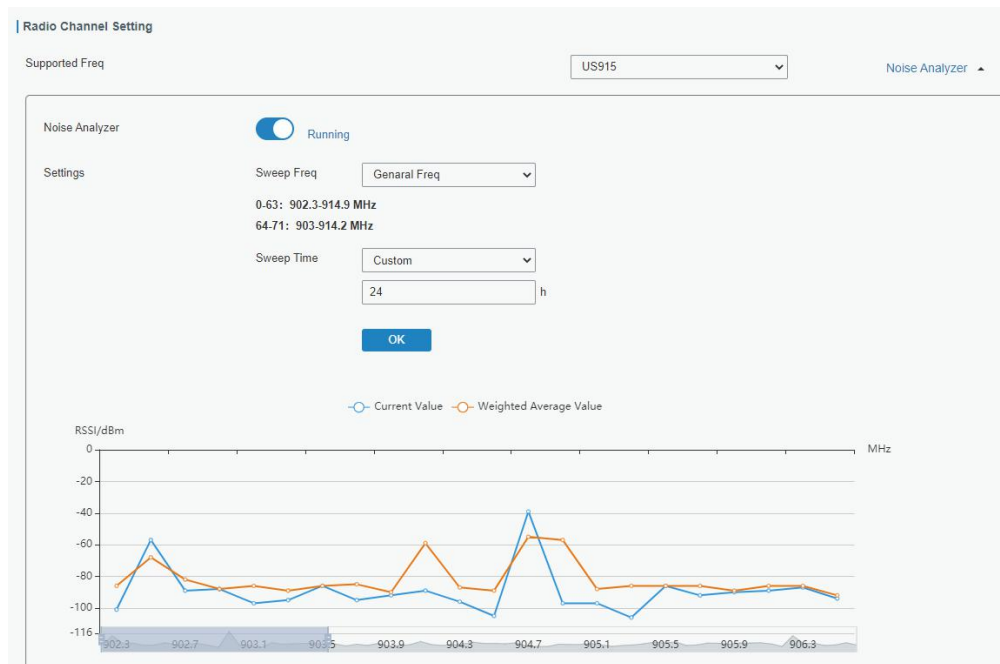 Radio Channel Setting
Supported Freq US915 Noise Analyzer
Noise Analyzer Running
Settings Sweep Freq Genaral Freq
0-63: 902.3-914.9 MHz
64-71: 903-914.2 MHz
Sweep Time Custom
24 h
OK
Current Value Weighted Average Value
RSSI/dBm
0 MHz
-20
-40
-60
-80
-100
-116
902.3 902.7 903.1 903.5 903.9 904.3 904.7 905.1 905.5 905.9 906.3